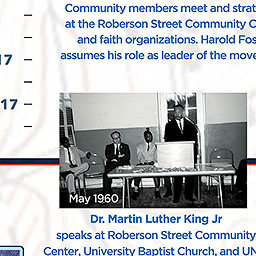 Community members meet and strat
at the Roberson Street Community C
and faith organizations. Harold Fos
assumes his role as leader of the move
17
17
May 1960
Dr. Martin Luther King Jr
speaks at Roberson Street Community
Center, University Baptist Church, and UN